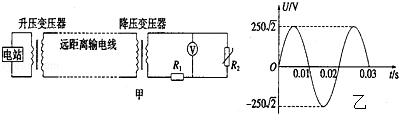 升压变压器
降压变压器
电站
远距离输电线
V
R₁
R₂
甲
U/V
250√2
O
0.01
0.02
0.03
t/s
-250√2
乙